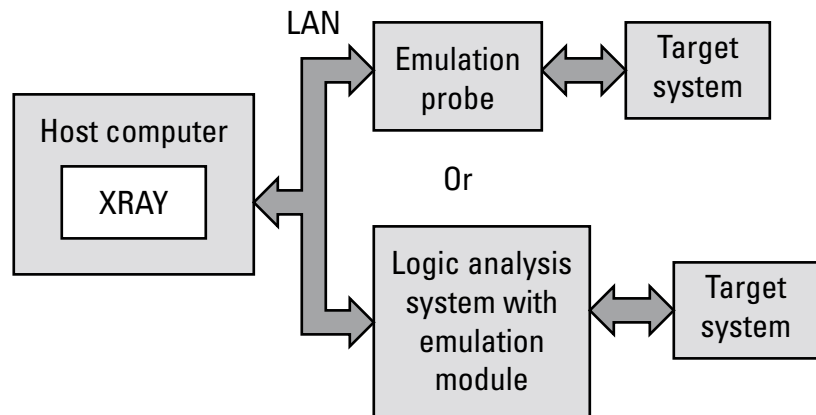 LAN
Host computer
XRAY
Emulation
probe
Target
system
Or
Logic analysis
system with
emulation
module
Target
system